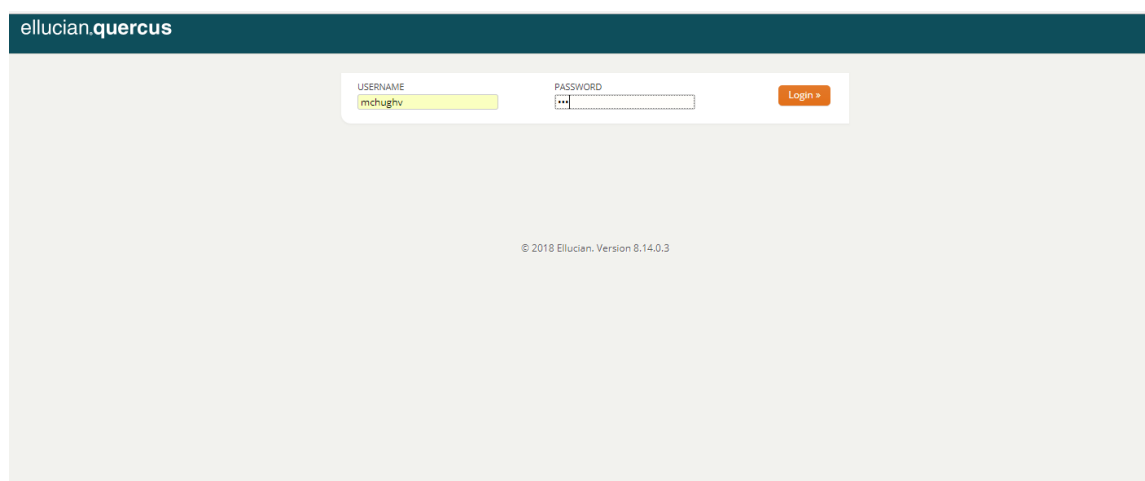 ellucian.quercus
USERNAME
PASSWORD
mchughv
•••
Login »
© 2018 Ellucian. Version 8.14.0.3